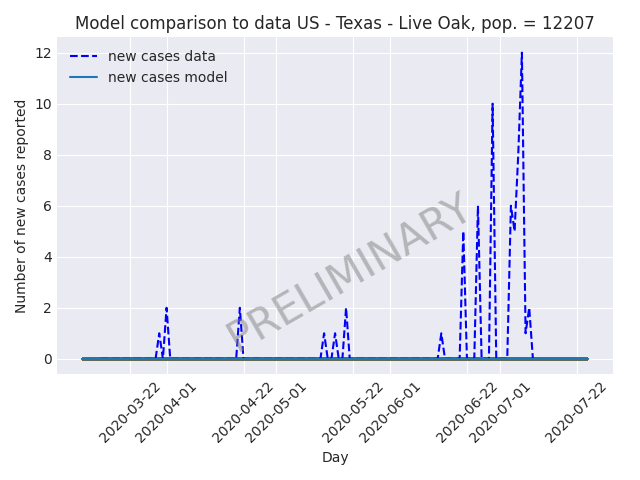 Model comparison to data US - Texas - Live Oak, pop. = 12207
new cases data
new cases model
Number of new cases reported
12
10
8
6
4
2
0
PRELIMINARY
2020-03-22
2020-04-01
2020-04-22
2020-05-01
2020-05-22
2020-06-01
2020-06-22
2020-07-01
2020-07-22
Day